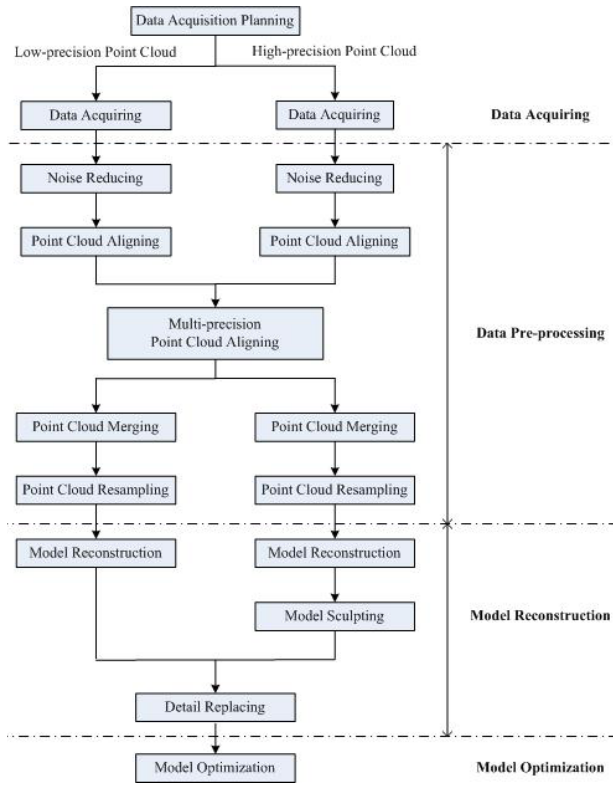 Data Acquisition Planning
Low-precision Point Cloud
High-precision Point Cloud
Data Acquiring
Data Acquiring
Data Acquiring
Noise Reducing
Noise Reducing
Point Cloud Aligning
Point Cloud Aligning
Multi-precision
Point Cloud Aligning
Data Pre-processing
Point Cloud Merging
Point Cloud Merging
Point Cloud Resampling
Point Cloud Resampling
Model Reconstruction
Model Reconstruction
Model Sculpting
Model Reconstruction
Detail Replacing
Model Optimization
Model Optimization